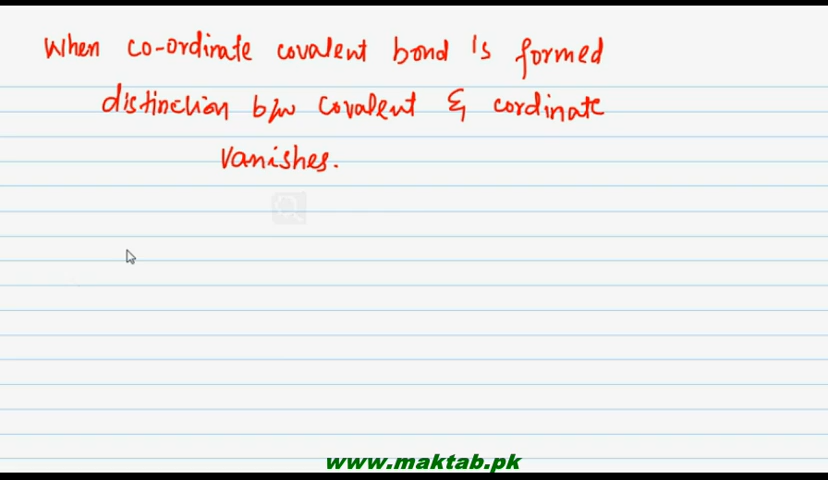 When co-ordinate covalent bond is formed
distinction b/w covalent & cordinate
vanishes.
www.maktab.pk